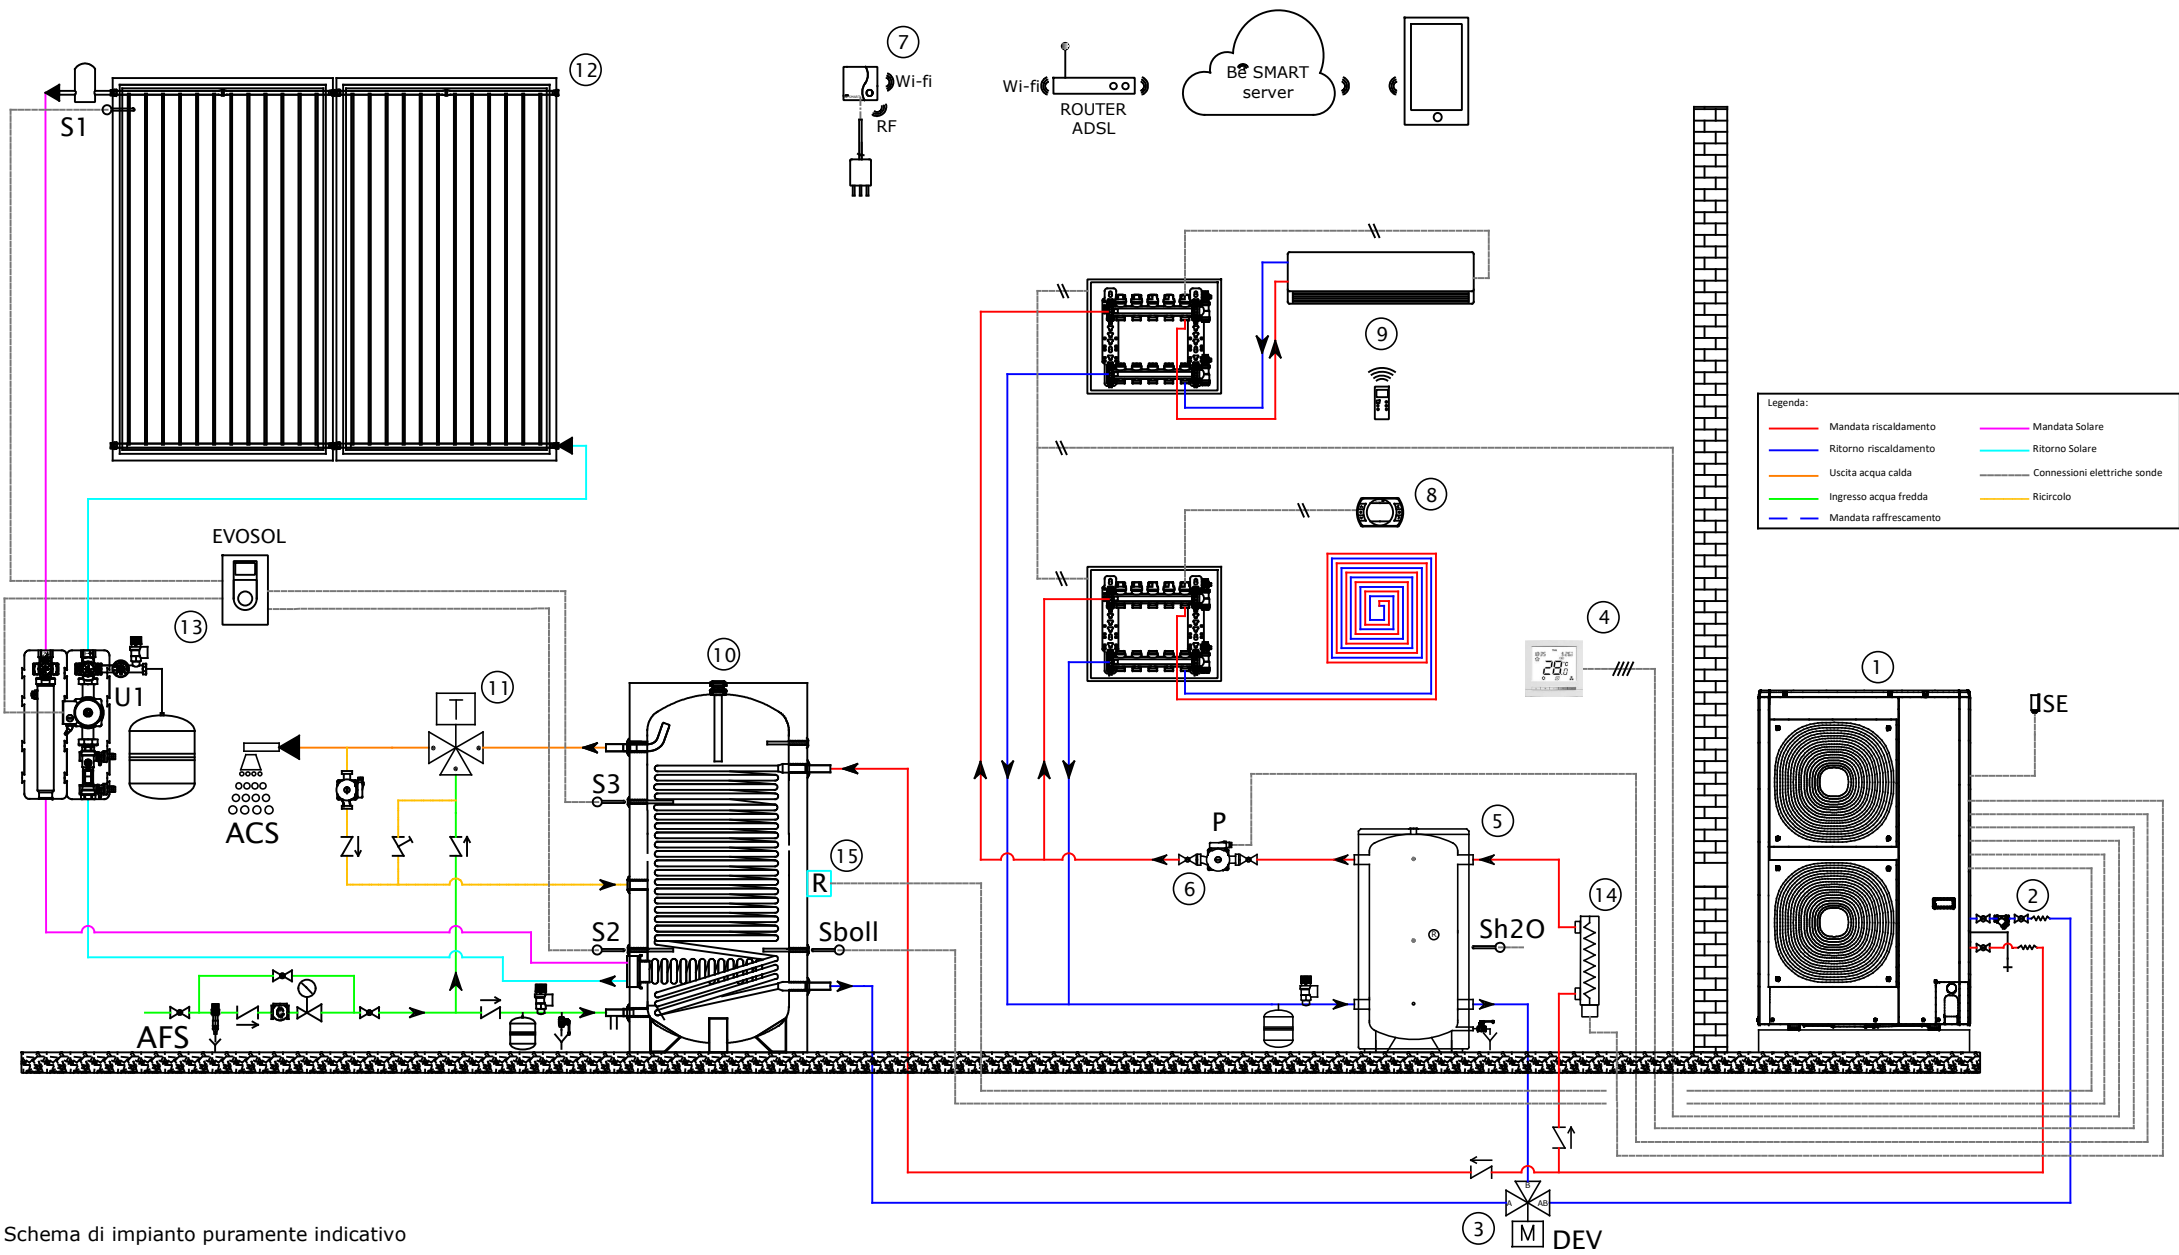 7
Wi-fi
RF
Wi-fi
ROUTER
ADSL
Be SMART
server
12
S1
9
Legenda:
Mandata riscaldamento
Ritorno riscaldamento
Uscita acqua calda
Ingresso acqua fredda
Mandata raffrescamento
Mandata Solare
Ritorno Solare
Connessioni elettriche sonde
Ricircolo
8
EVOSOL
13
4
28
10
11
T
U1
1
SE
S3
ACS
P
5
6
15
R
14
2
S2
Sboll
Sh2O
R
AFS
B
A
AB
3
M
DEV
Schema di impianto puramente indicativo